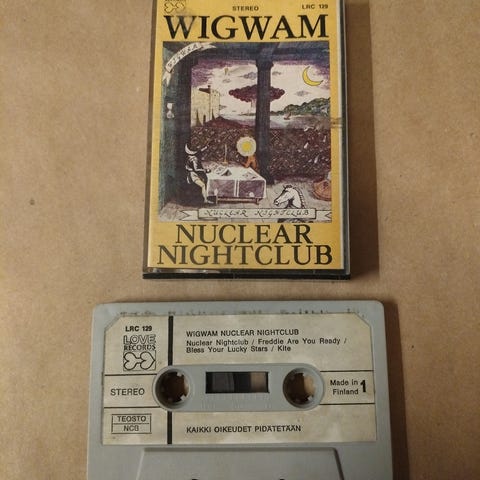 STEREO
LRC 129
WIGWAM
NUCLEAR NIGHTCLUB
NUCLEAR
NIGHTCLUB
LRC 129
LOVE
RECORDS
STEREO
TEOSTO
NCB
WIGWAM NUCLEAR NIGHTCLUB
Nuclear Nightclub / Freddie Are You Ready /
Bless Your Lucky Stars / Kite
Made in
Finland 1
KAIKKI OIKEUDET PIDÄTETÄÄN